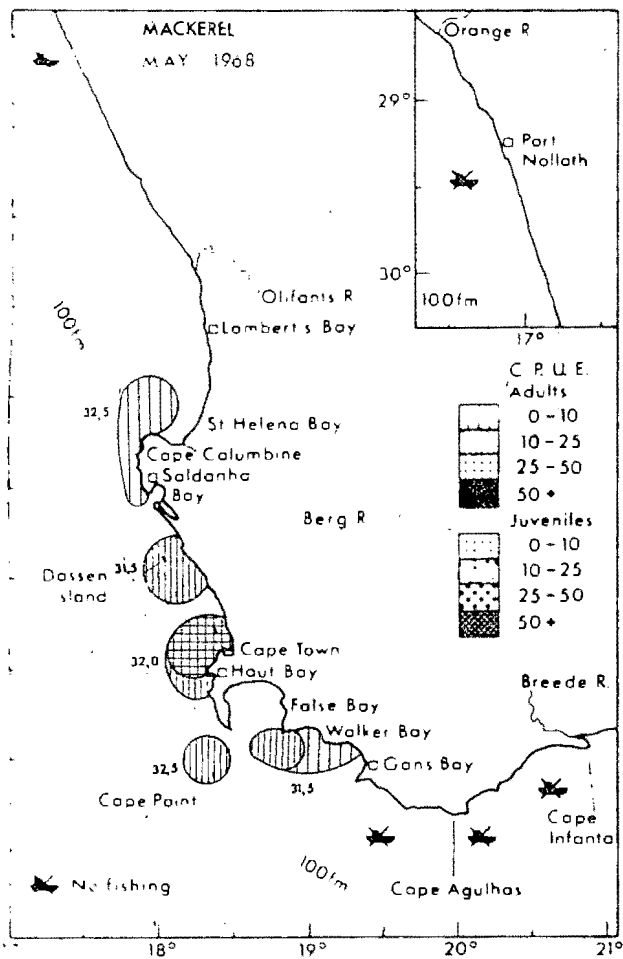 MACKEREL
MAY 1968
Orange R
29°
Port
Nolloth
30°
100fm
17°
Olifants R
100fm
Lamberts Bay
C. P. U. E.
Adults
0-10
10-25
25-50
50+
Juveniles
0-10
10-25
25-50
50+
32,5
St Helena Bay
Cape Calumbine
Saldanha
Bay
Berg R
Dassen
Island
31,5
Cape Town
32,0
Haut Bay
False Bay
Breede R.
Walker Bay
Gans Bay
32,5
31,5
Cape Point
Cape
Infanta
100fm
No fishing
Cape Agulhas
18°
19°
20°
21°